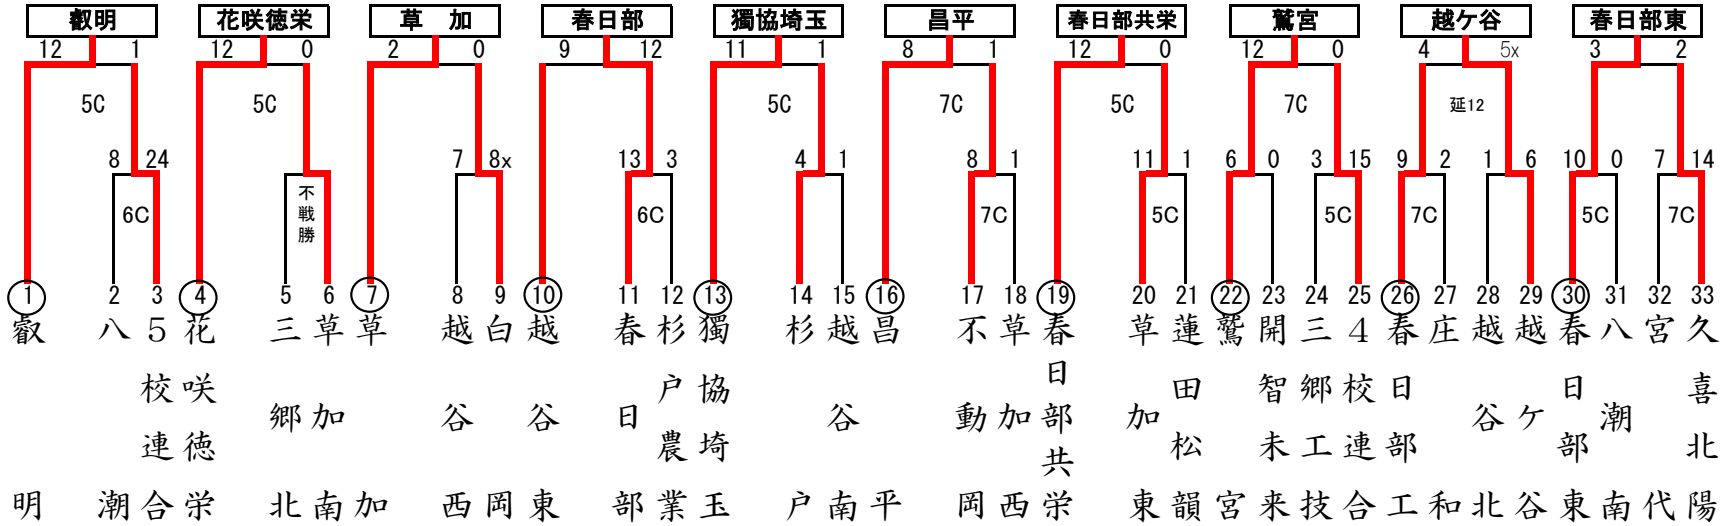 叡明 花咲徳栄 草加 春日部 獨協埼玉 昌平 春日部共栄 鷲宮 越ケ谷 春日部東
12 1 12 0 2 0 9 12 11 1 8 1 12 0 12 0 4 5x 3 2
5C 5C 5C 7C 5C 7C 延12
8 24 7 8x 13 3 4 1 8 1 11 1 6 0 3 15 9 2 1 6 10 0 7 14
6C 不戦勝 6C 7C 5C 5C 7C 5C 7C
1 2 3 4 5 6 7 8 9 10 11 12 13 14 15 16 17 18 19 20 21 22 23 24 25 26 27 28 29 30 31 32 33
叡明
八潮
5校連合
花咲徳栄
三郷北
草加南
草加
越谷西
白岡
越谷東
春日部
杉戸農業
獨協埼玉
杉戸
越谷南
昌平
不動岡
草加西
春日部共栄
草加東
蓮田松韻
鷲宮
開智未来
三郷工技
4校連合
春日部工
庄和
越谷北
越ケ谷
春日部東
八潮南
宮代
久喜北陽